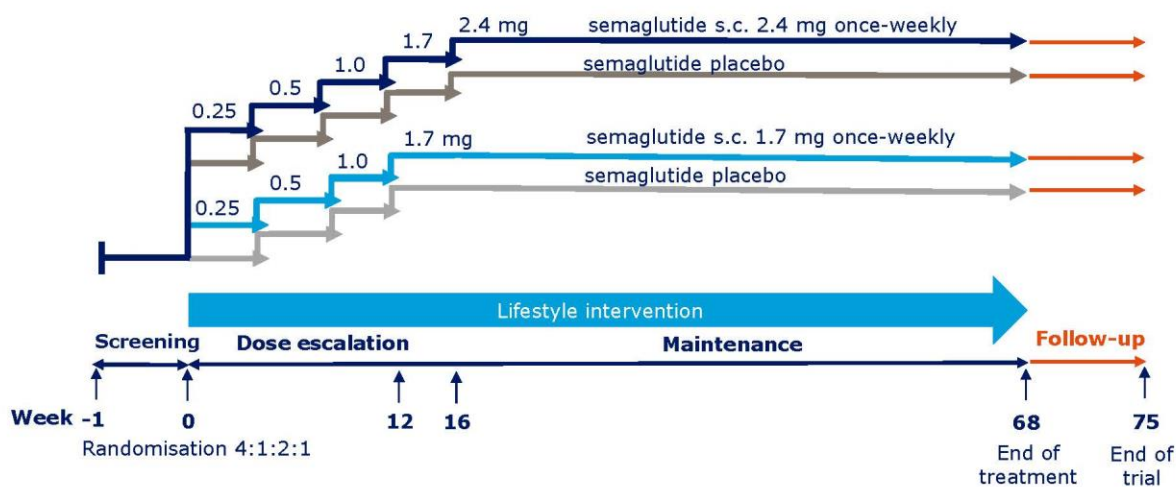 2.4 mg semaglutide s.c. 2.4 mg once-weekly
1.7
1.0
0.5
0.25
semaglutide placebo
1.7 mg semaglutide s.c. 1.7 mg once-weekly
1.0
0.5
0.25
semaglutide placebo
Lifestyle intervention
Screening Dose escalation Maintenance Follow-up
Week -1 0 12 16 68 75
Randomisation 4:1:2:1
End of treatment
End of trial